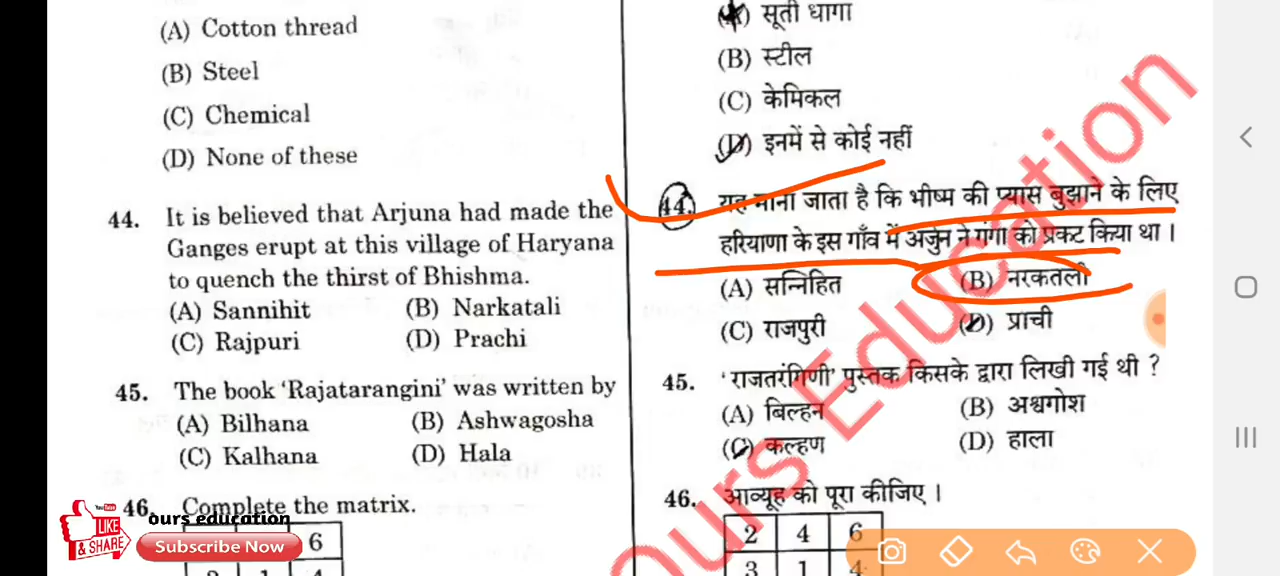 (A) Cotton thread
(B) Steel
(C) Chemical
(D) None of these
44. It is believed that Arjuna had made the
Ganges erupt at this village of Haryana
to quench the thirst of Bhishma.
(A) Sannihit (B) Narkatali
(C) Rajpuri (D) Prachi
45. The book ‘Rajatarangini’ was written by
(A) Bilhana (B) Ashwagosha
(C) Kalhana (D) Hala
46. Complete the matrix.
6
(A) सूती धागा
(B) स्टील
(C) केमिकल
(D) इनमें से कोई नहीं
44. यह माना जाता है कि भीष्म की प्यास बुझाने के लिए
हरियाणा के इस गाँव में अर्जुन ने गंगा को प्रकट किया था ।
(A) सन्निहित (B) नरकतली
(C) राजपुरी (D) प्राची
45. ‘राजतरंगिणी’ पुस्तक किसके द्वारा लिखी गई थी ?
(A) बिल्हन (B) अश्वगोश
(C) कल्हण (D) हाला
46. आव्यूह को पूरा कीजिए ।
2 4 6
3 1 4
Ours Education
YouTube
LIKE
& SHARE
ours education
Subscribe Now